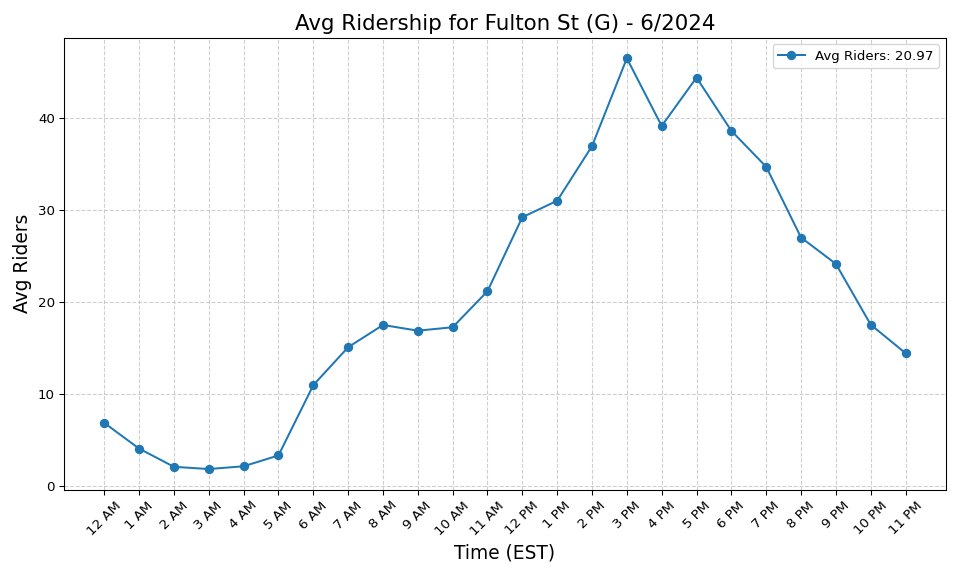 Avg Ridership for Fulton St (G) - 6/2024
Avg Riders: 20.97
Avg Riders
40
30
20
10
0
12 AM
1 AM
2 AM
3 AM
4 AM
5 AM
6 AM
7 AM
8 AM
9 AM
10 AM
11 AM
12 PM
1 PM
2 PM
3 PM
4 PM
5 PM
6 PM
7 PM
8 PM
9 PM
10 PM
11 PM
Time (EST)